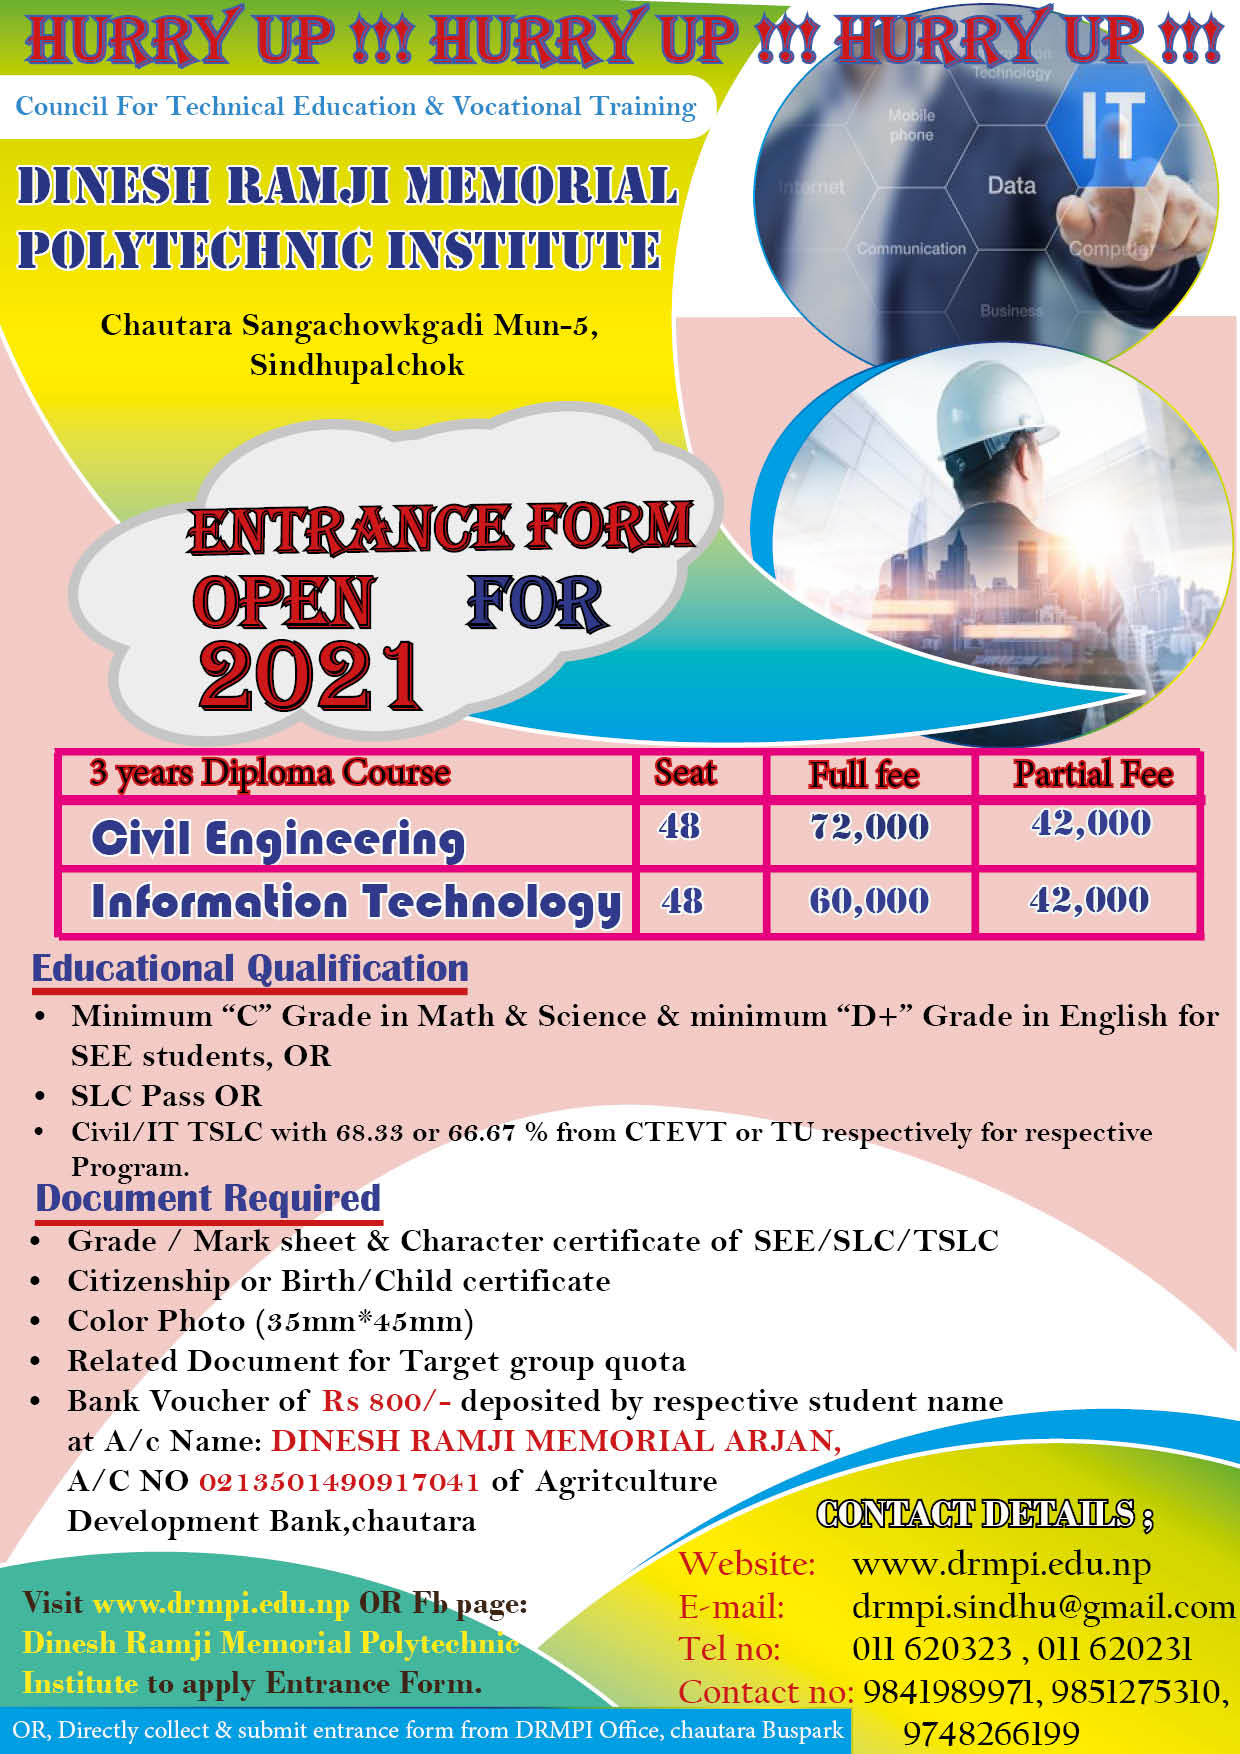 HURRY UP !!! HURRY UP !!! HURRY UP !!!
Council For Technical Education & Vocational Training
DINESH RAMJI MEMORIAL
POLYTECHNIC INSTITUTE
Chautara Sangachowkgadi Mun-5,
Sindhupalchok
Technology
Mobile
phone
IT
Internet
Data
Communication
Computer
Business
ENTRANCE FORM
OPEN FOR
2021
3 years Diploma Course Seat Full fee Partial Fee
Civil Engineering 48 72,000 42,000
Information Technology 48 60,000 42,000
Educational Qualification
• Minimum “C” Grade in Math & Science & minimum “D+” Grade in English for
SEE students, OR
• SLC Pass OR
• Civil/IT TSLC with 68.33 or 66.67 % from CTEVT or TU respectively for respective
Program.
Document Required
• Grade / Mark sheet & Character certificate of SEE/SLC/TSLC
• Citizenship or Birth/Child certificate
• Color Photo (35mm*45mm)
• Related Document for Target group quota
• Bank Voucher of Rs 800/- deposited by respective student name
at A/c Name: DINESH RAMJI MEMORIAL ARJAN,
A/C NO 0213501490917041 of Agritculture
Development Bank,chautara
CONTACT DETAILS ;
Website: www.drmpi.edu.np
E-mail: drmpi.sindhu@gmail.com
Tel no: 011 620323 , 011 620231
Contact no: 9841989971, 9851275310,
9748266199
Visit www.drmpi.edu.np OR Fb page:
Dinesh Ramji Memorial Polytechnic
Institute to apply Entrance Form.
OR, Directly collect & submit entrance form from DRMPI Office, chautara Buspark